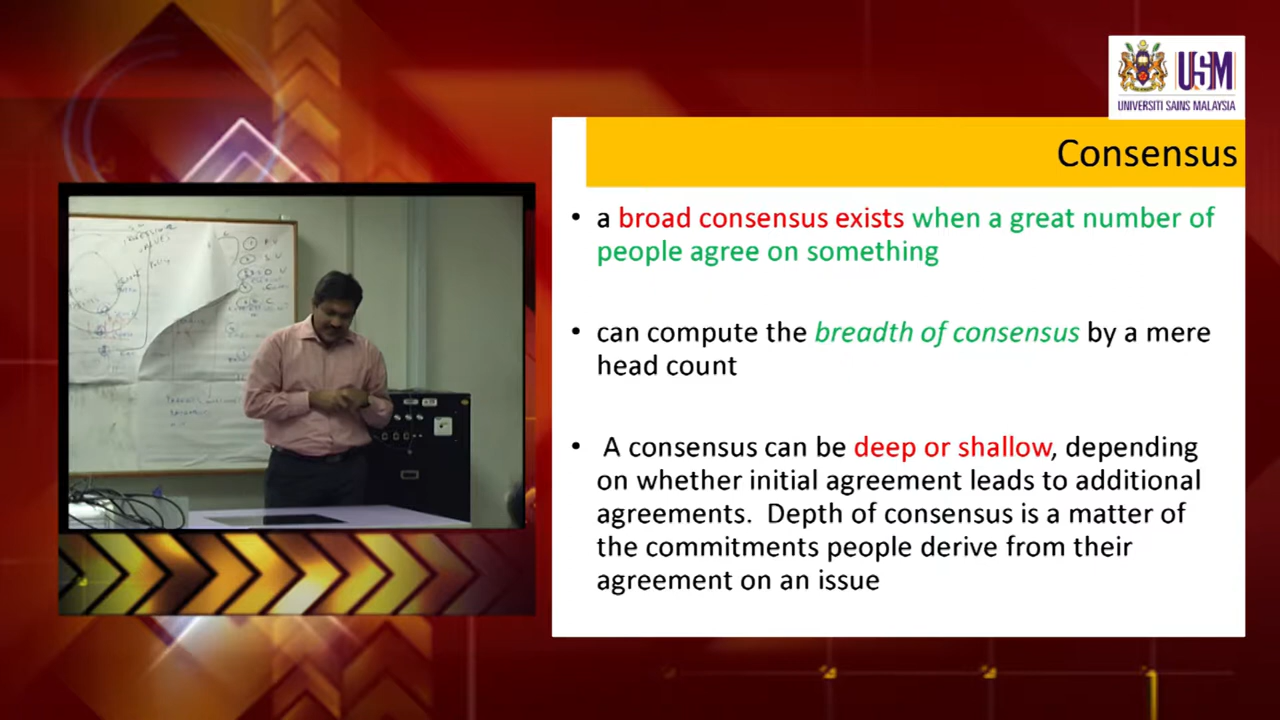 USM
UNIVERSITI SAINS MALAYSIA
Consensus
• a broad consensus exists when a great number of
people agree on something
• can compute the breadth of consensus by a mere
head count
• A consensus can be deep or shallow, depending
on whether initial agreement leads to additional
agreements. Depth of consensus is a matter of
the commitments people derive from their
agreement on an issue